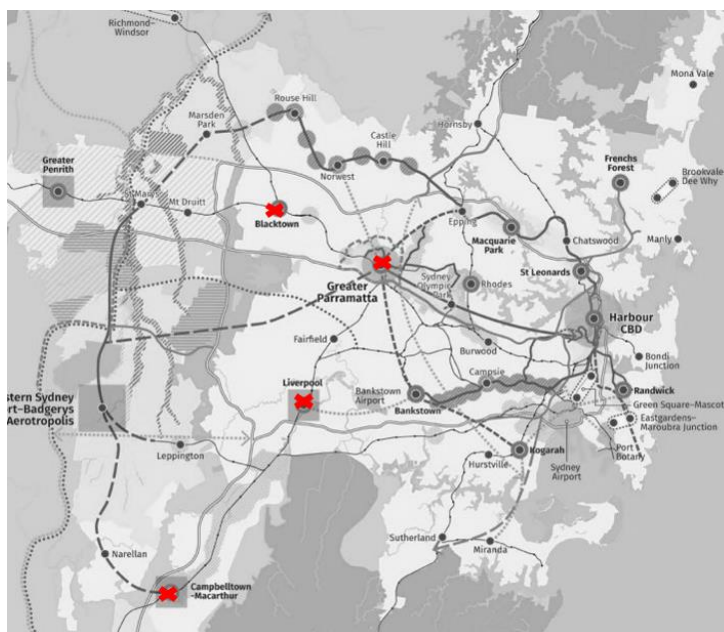 Richmond–
Windsor
Mona Vale
Marsden
Park
Rouse Hill
Hornsby
Castle
Hill
Norwest
Greater
Penrith
Frenchs
Forest
Brookvale
Dee Why
Mt Druitt
Blacktown
Epping
Macquarie
Park
Chatswood
Manly
St Leonards
Greater
Parramatta
Sydney
Olympic
Park
Rhodes
Harbour
CBD
Fairfield
Burwood
Bondi
Junction
Liverpool
Bankstown
Airport
Campsie
Bankstown
Randwick
Green Square–Mascot
Eastgardens–
Maroubra Junction
stern Sydney
ort–Badgerys
Aerotropolis
Leppington
Kogarah
Hurstville
Sydney
Airport
Port
Botany
Sutherland
Miranda
Narellan
Campbelltown
–Macarthur